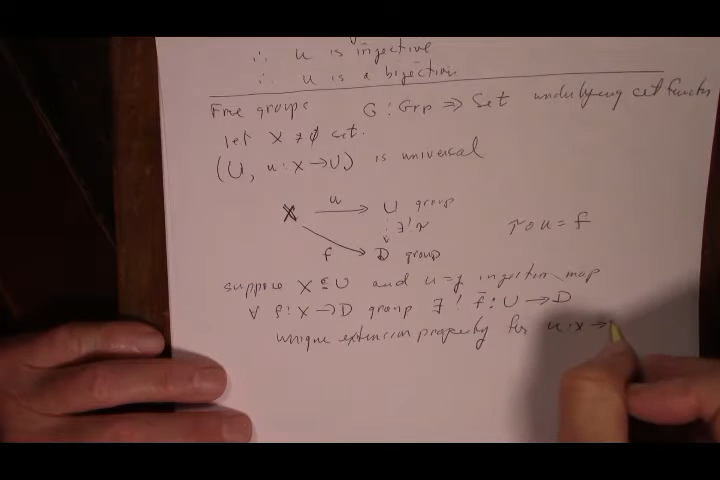 ∴ u is injective
∴ u is a bijection
Free groups G : Grp ⇒ Set underlying set functor
let X ≠ ∅ set.
(U, u: X → U) is universal
X u → U group
∃! r r ∘ u = f
f D group
suppose X ⊆ U and u = j injection map
∀ f: X → D group ∃! f̄: U → D
unique extension property for u: X →